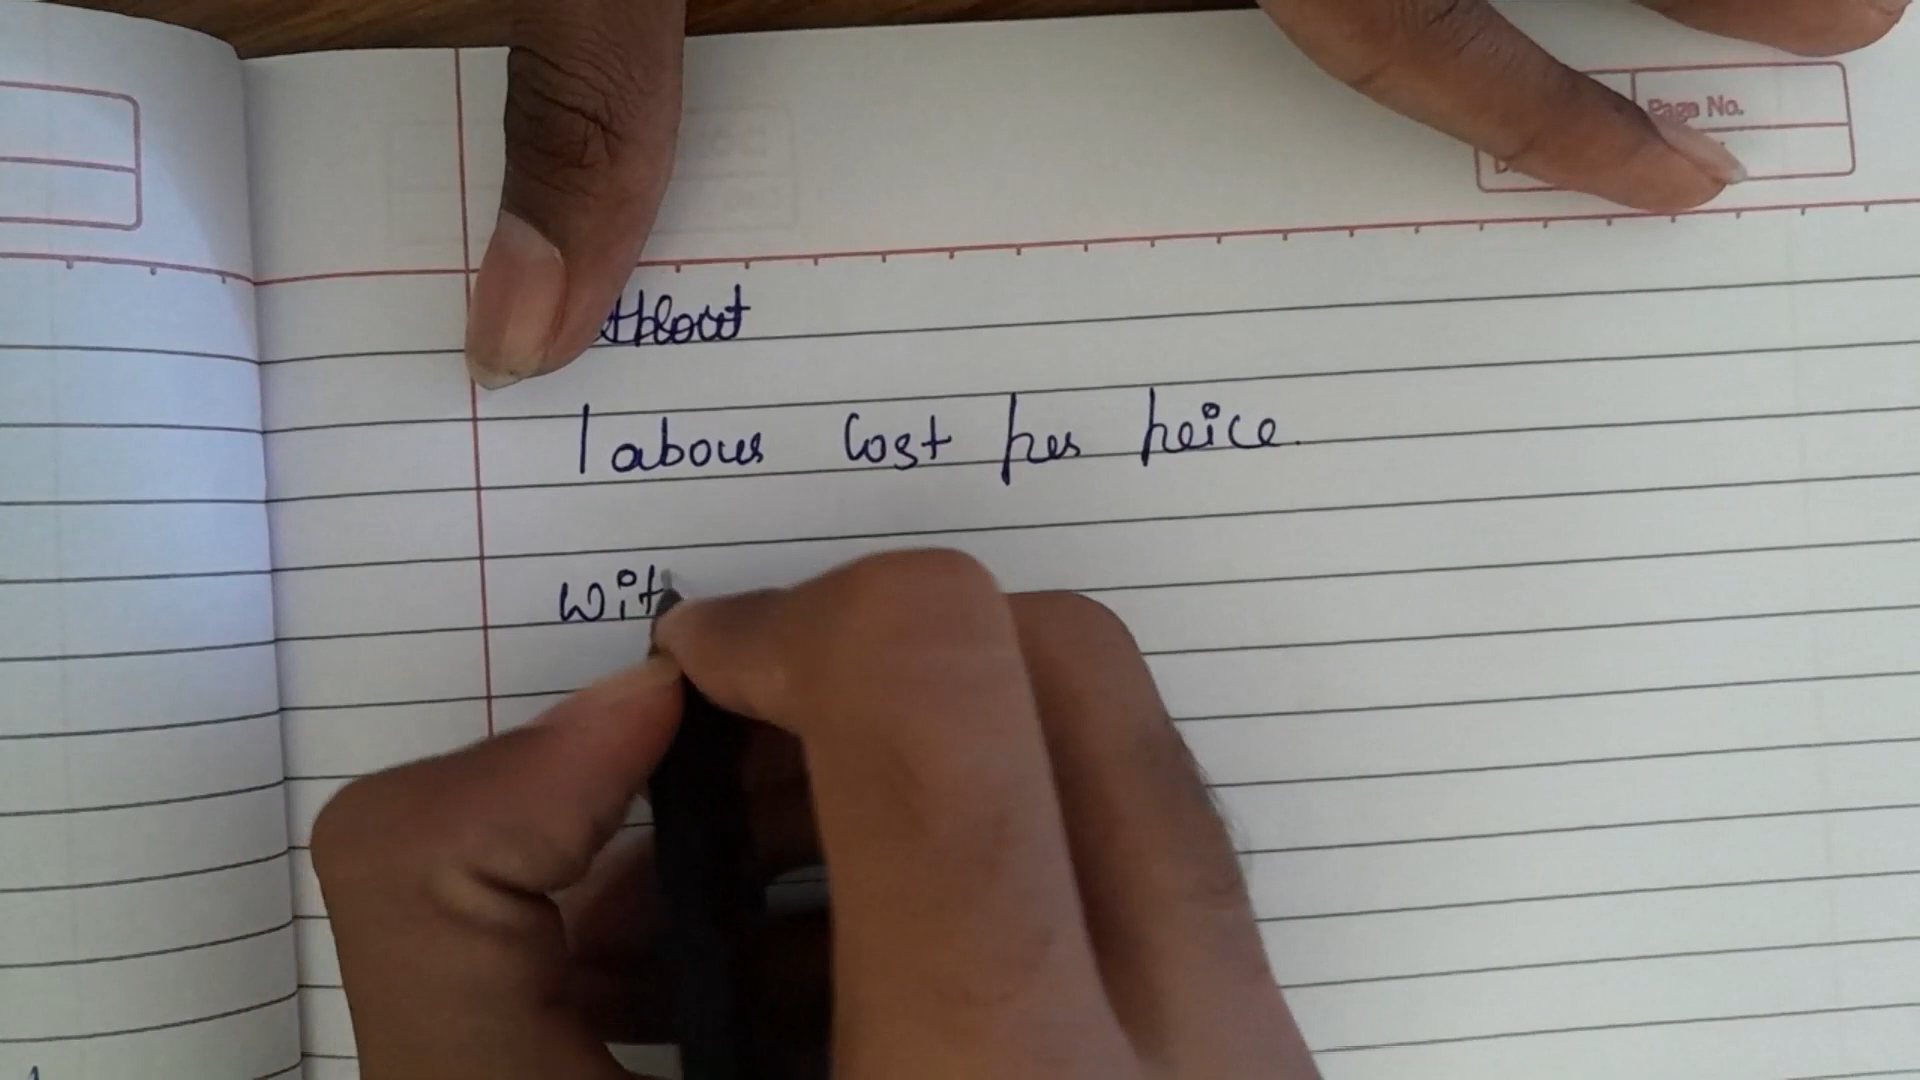 Page No.
thout
labour cost per peice.
wit